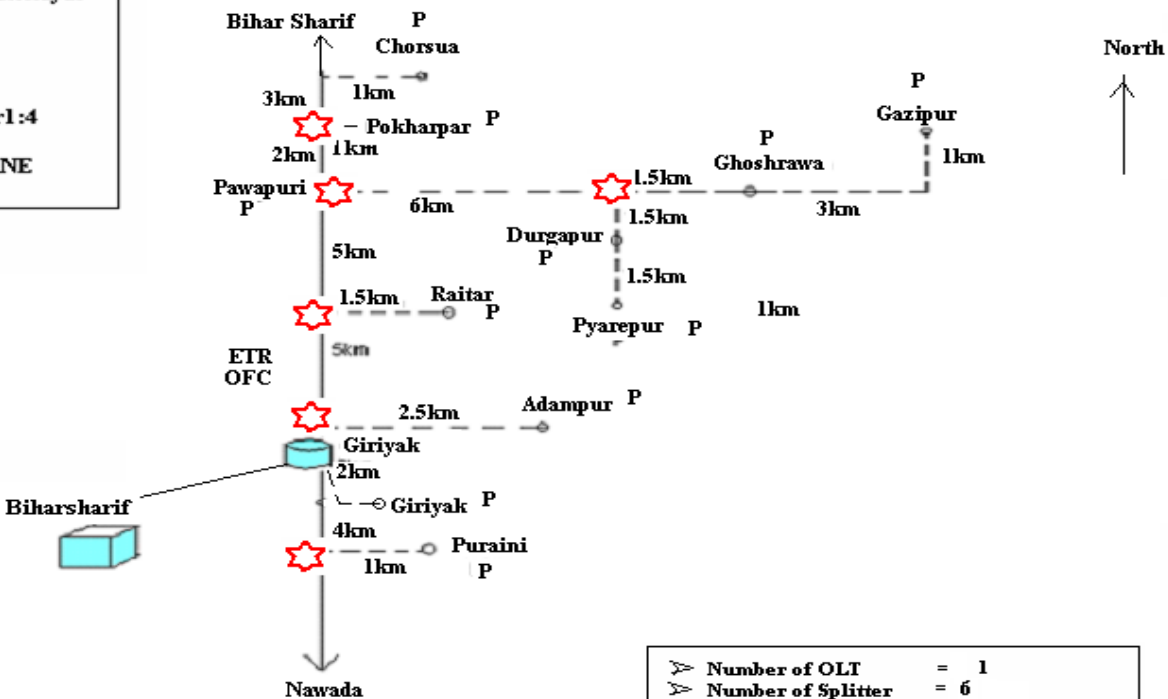 r1:4
NE
Bihar Sharif
P
Chorsua
North
3km
1km
P
Gazipur
Pokharpar P
2km 1km
P
Ghoshrawa
1km
Pawapuri
P
1.5km
6km
3km
1.5km
Durgapur
P
5km
1.5km
1.5km
Raitar
P
1km
Pyarepur P
5km
ETR
OFC
2.5km
Adampur P
Giriyak
2km
Biharsharif
Giriyak P
4km
Puraini
P
1km
Nawada
Number of OLT = 1
Number of Splitter = 6